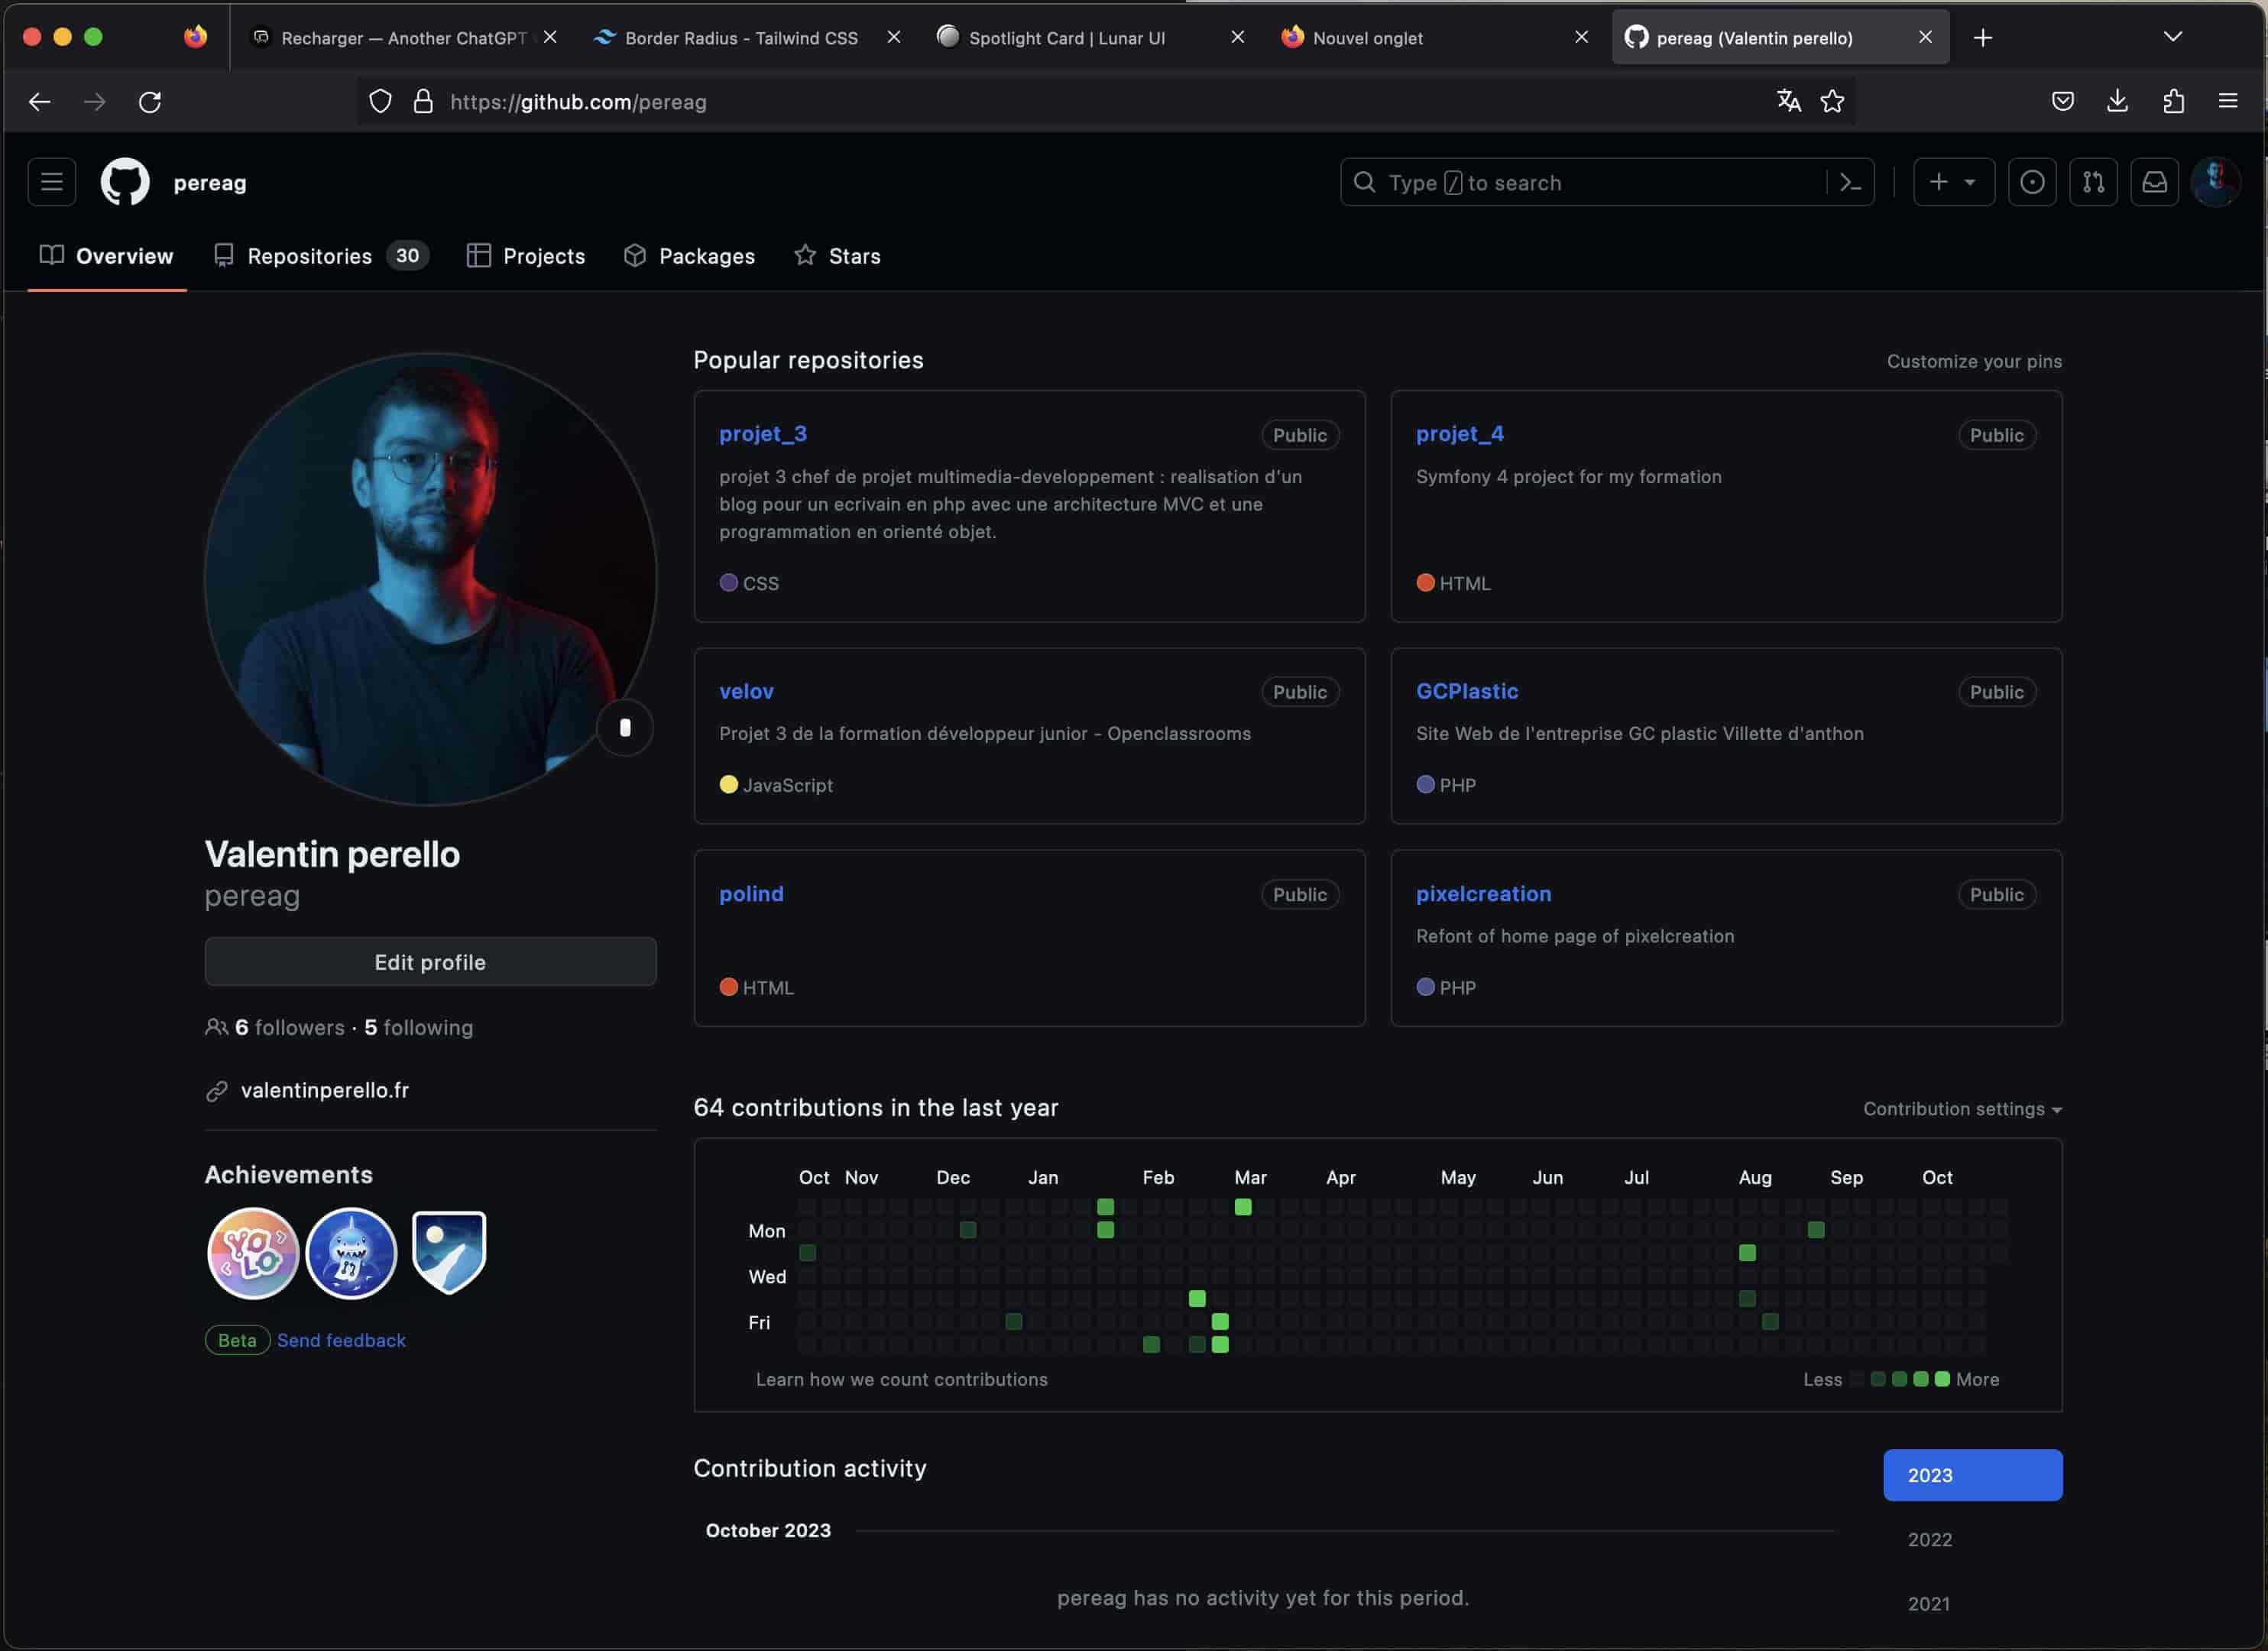 Recharger — Another ChatGPT
Border Radius - Tailwind CSS
Spotlight Card | Lunar UI
Nouvel onglet
pereag (Valentin perello)
https://github.com/pereag
pereag
Type / to search
Overview
Repositories 30
Projects
Packages
Stars
Popular repositories
Customize your pins
projet_3
Public
projet 3 chef de projet multimedia-developpement : realisation d'un
blog pour un ecrivain en php avec une architecture MVC et une
programmation en orienté objet.
CSS
projet_4
Public
Symfony 4 project for my formation
HTML
velov
Public
Projet 3 de la formation développeur junior - Openclassrooms
JavaScript
GCPlastic
Public
Site Web de l'entreprise GC plastic Villette d'anthon
PHP
polind
Public
HTML
pixelcreation
Public
Refont of home page of pixelcreation
PHP
Valentin perello
pereag
Edit profile
6 followers · 5 following
valentinperello.fr
Achievements
YO
LO
Beta Send feedback
64 contributions in the last year
Contribution settings
Oct Nov Dec Jan Feb Mar Apr May Jun Jul Aug Sep Oct
Mon
Wed
Fri
Learn how we count contributions
Less More
Contribution activity
2023
2022
2021
October 2023
pereag has no activity yet for this period.